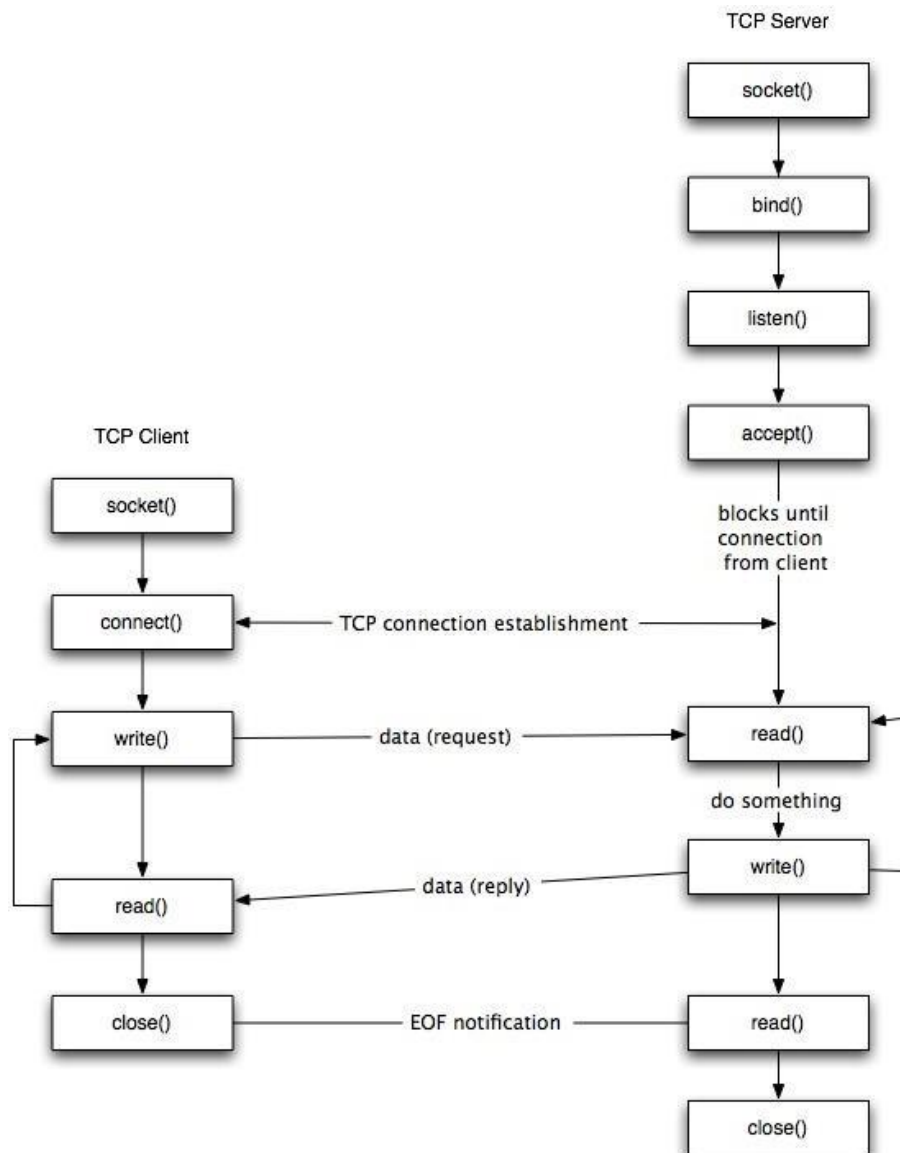 TCP Server
socket()
bind()
listen()
accept()
TCP Client
blocks until
connection
from client
socket()
connect()
TCP connection establishment
write()
data (request)
read()
do something
write()
data (reply)
read()
close()
EOF notification
read()
close()